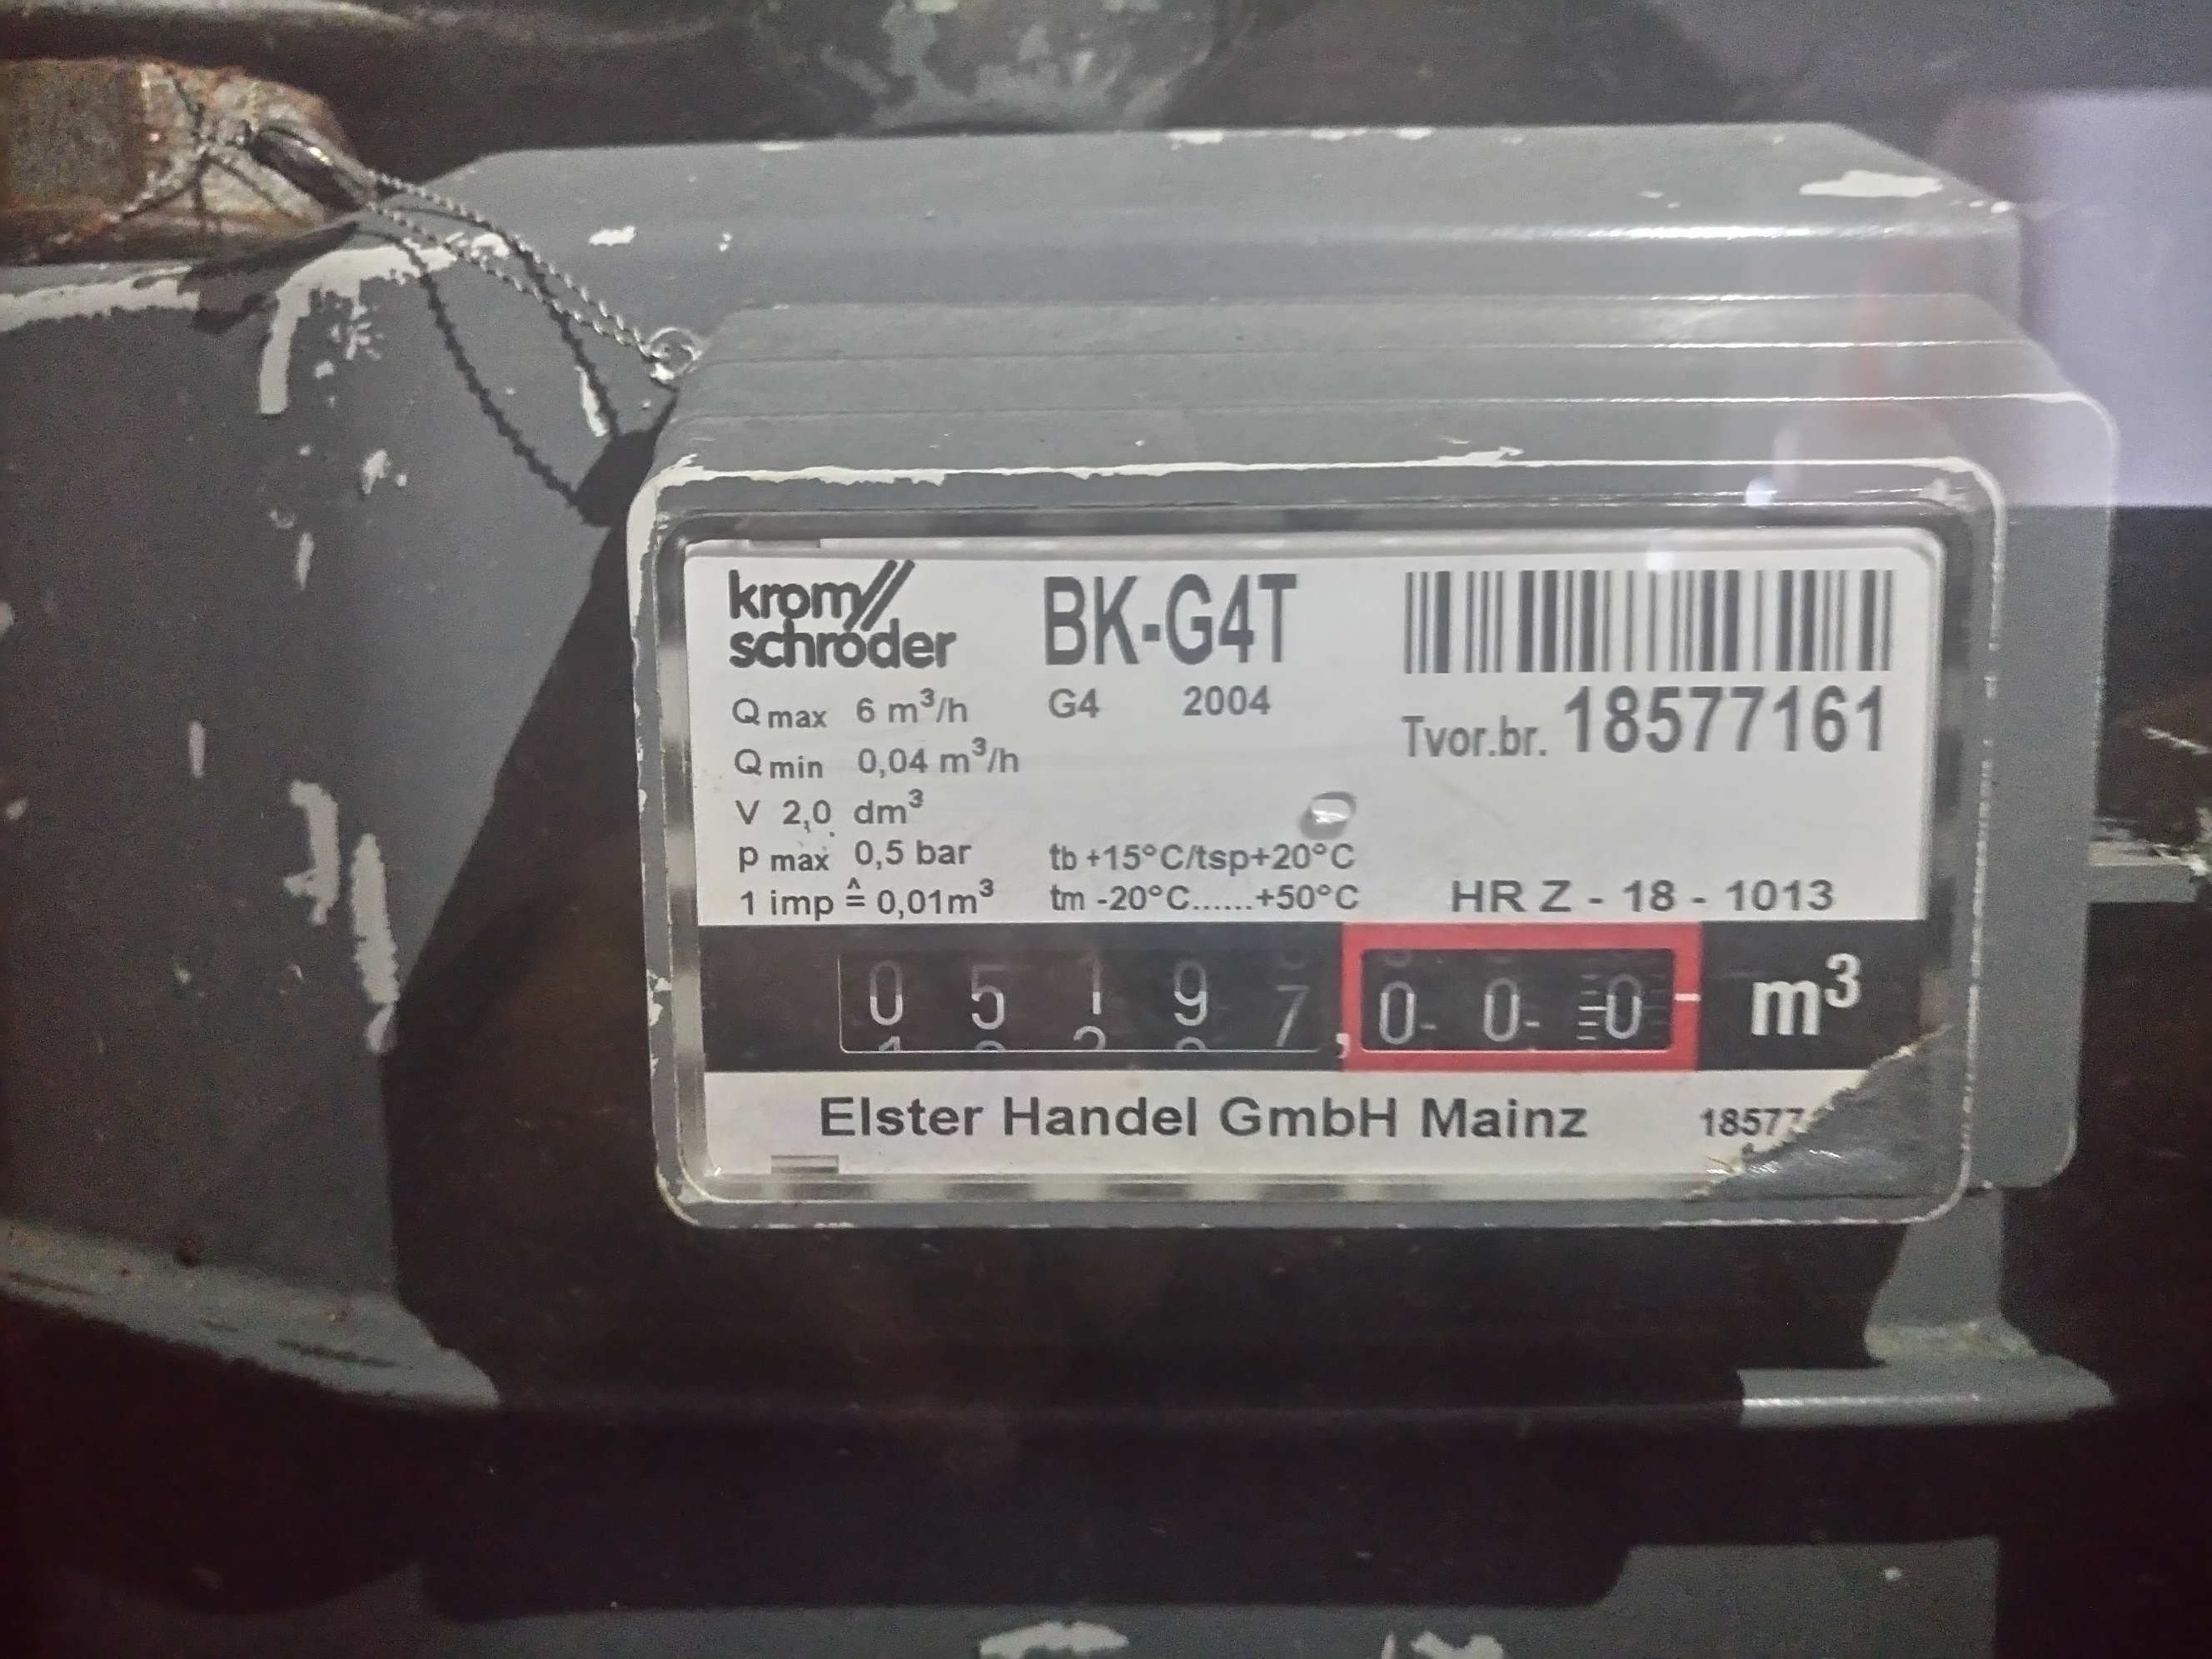 krom//
schröder
BK-G4T
G4 2004
Tvor.br. 18577161
Q max 6 m³/h
Q min 0,04 m³/h
V 2,0 dm³
p max 0,5 bar
1 imp ≙ 0,01m³
tb +15°C/tsp+20°C
tm -20°C......+50°C
HR Z - 18 - 1013
0 5 1 9 7 , 0 0 0 m³
Elster Handel GmbH Mainz
18577